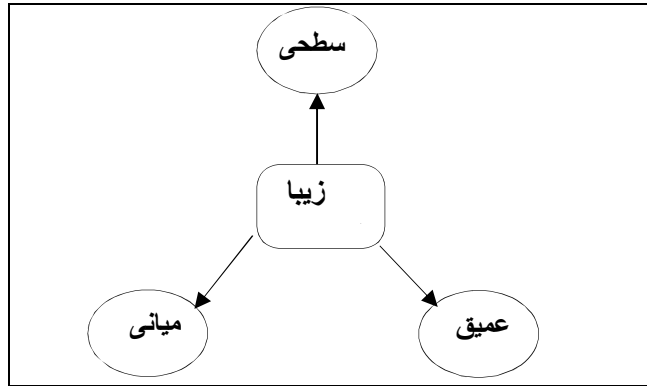 سطحی
زیبا
عمیق
میانی